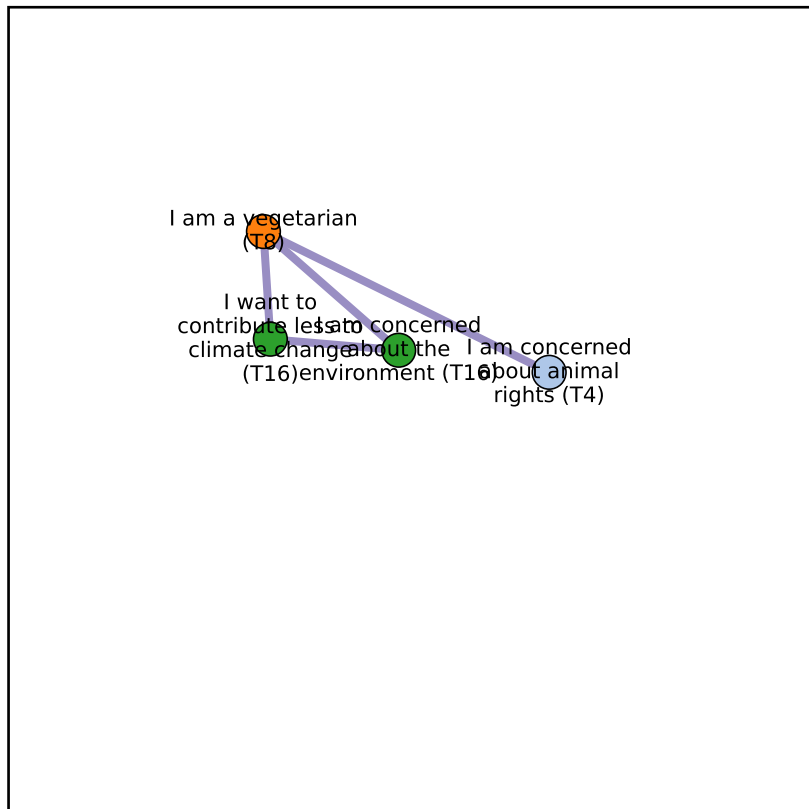 I am a vegetarian
(T8)
I want to
contribute less to
climate change
(T16)
I am concerned
about the
environment (T16)
I am concerned
about animal
rights (T4)